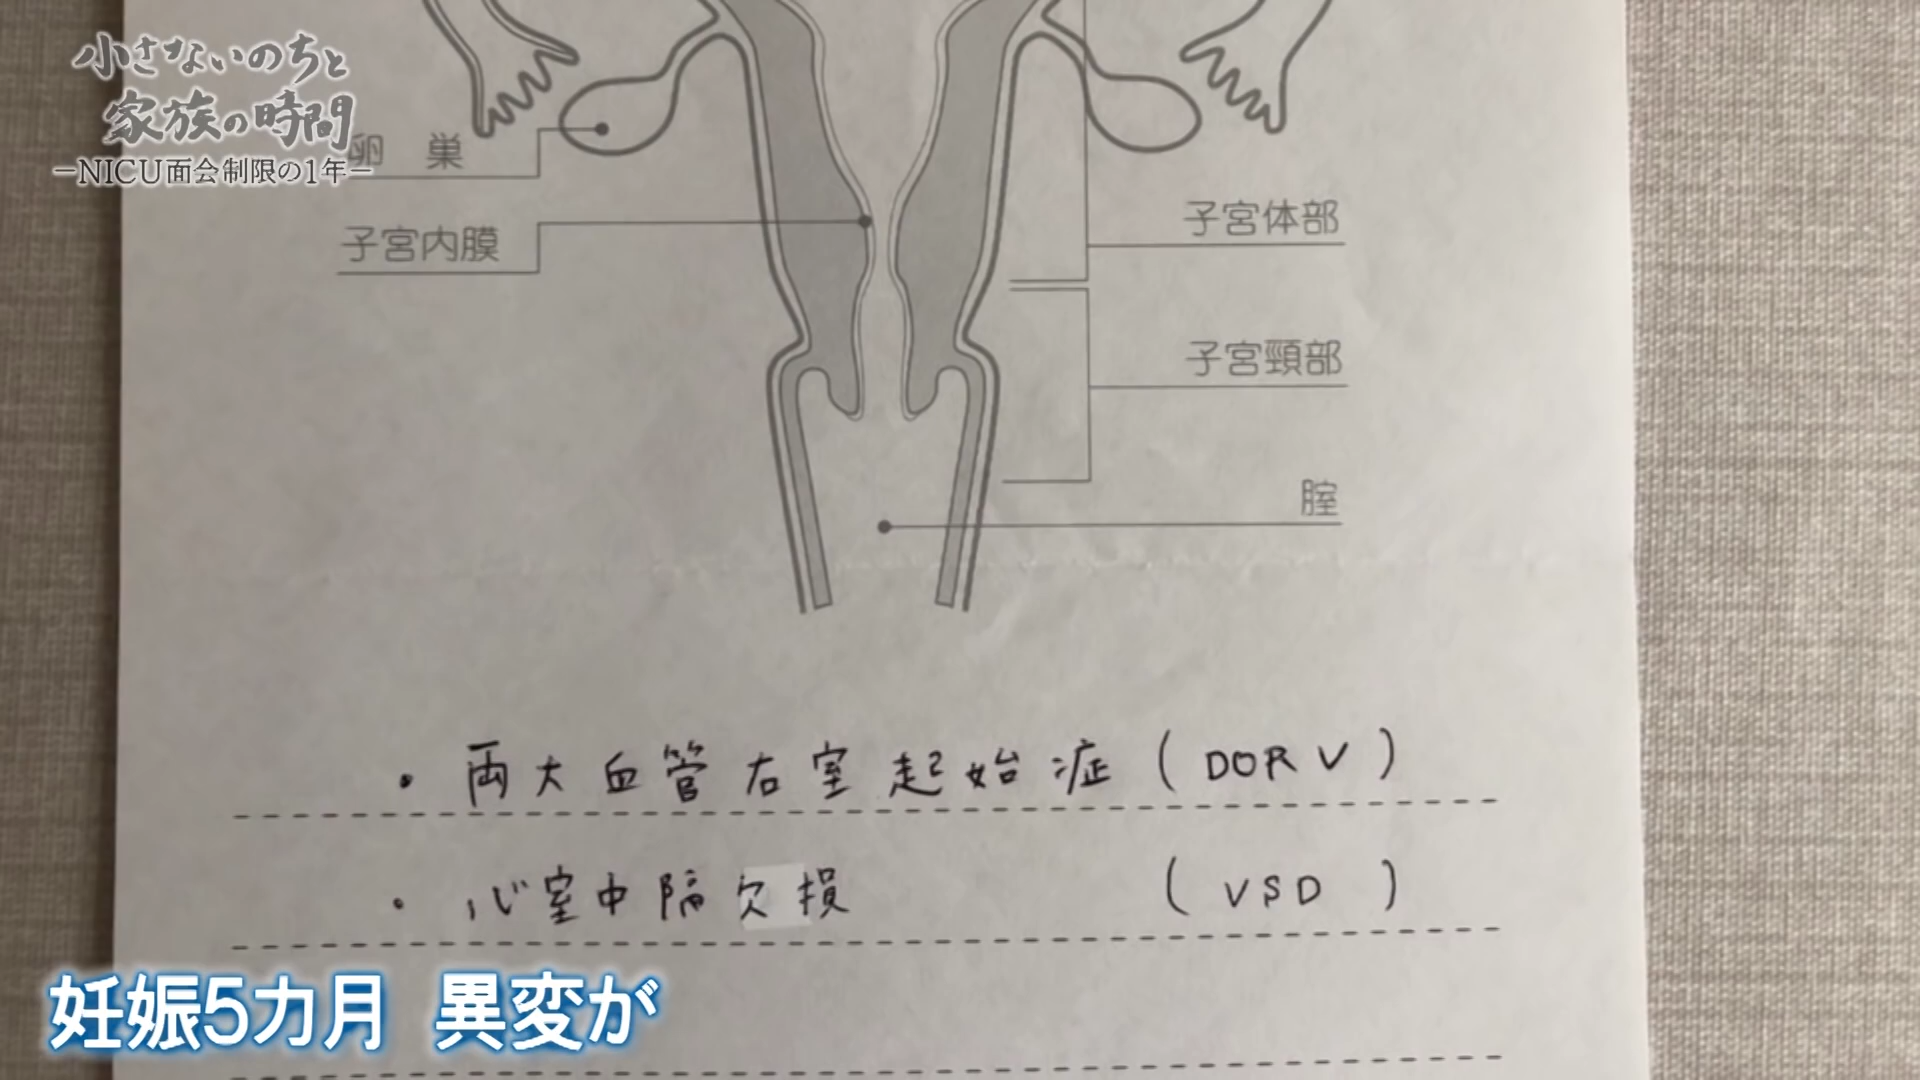 小さないのちと
家族の時間
－NICU面会制限の1年－
卵 巣
子宮内膜
子宮体部
子宮頸部
腟
・両大血管右室起始症(DORV)
・心室中隔欠損 (VSD)
妊娠5カ月 異変が